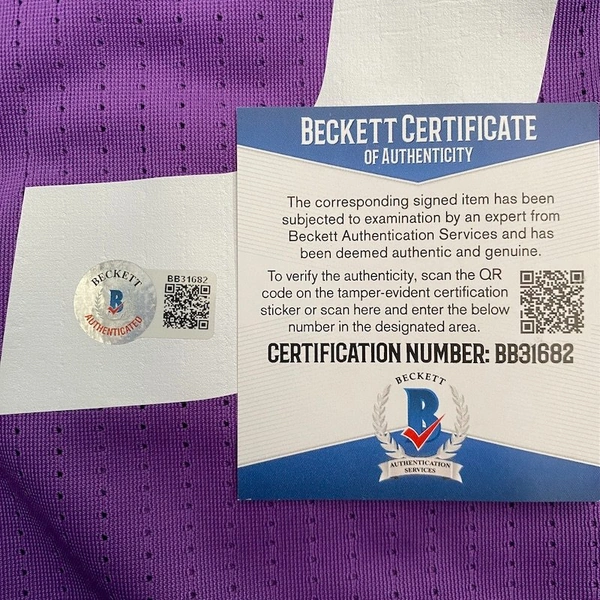 BECKETT CERTIFICATE
OF AUTHENTICITY
The corresponding signed item has been
subjected to examination by an expert from
Beckett Authentication Services and has
been deemed authentic and genuine.
To verify the authenticity, scan the QR
code on the tamper-evident certification
sticker or scan here and enter the below
number in the designated area.
CERTIFICATION NUMBER: BB31682
BECKETT
B
AUTHENTICATION
SERVICES
BECKETT
B
AUTHENTICATED
BB31682